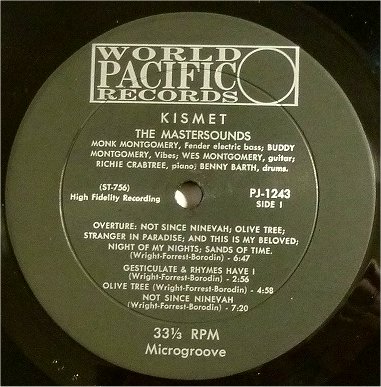 WORLD
PACIFIC
RECORDS
KISMET
THE MASTERSOUNDS
MONK MONTGOMERY, Fender electric bass; BUDDY
MONTGOMERY, Vibes; WES MONTGOMERY, guitar;
RICHIE CRABTREE, piano; BENNY BARTH, drums.
(ST-756)
High Fidelity Recording
PJ-1243
SIDE 1
OVERTURE: NOT SINCE NINEVAH; OLIVE TREE;
STRANGER IN PARADISE; AND THIS IS MY BELOVED;
NIGHT OF MY NIGHTS; SANDS OF TIME.
(Wright-Forrest-Borodin) - 6:47
GESTICULATE & RHYMES HAVE I
(Wright-Forrest-Borodin) - 2:56
OLIVE TREE (Wright-Forrest-Borodin) - 4:58
NOT SINCE NINEVAH
(Wright-Forrest-Borodin) - 7:20
33⅓ RPM
Microgroove